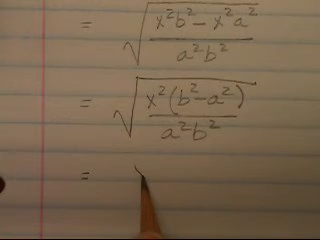 = √((x²b² - x²a²)/(a²b²))
= √((x²(b²-a²))/(a²b²))
=